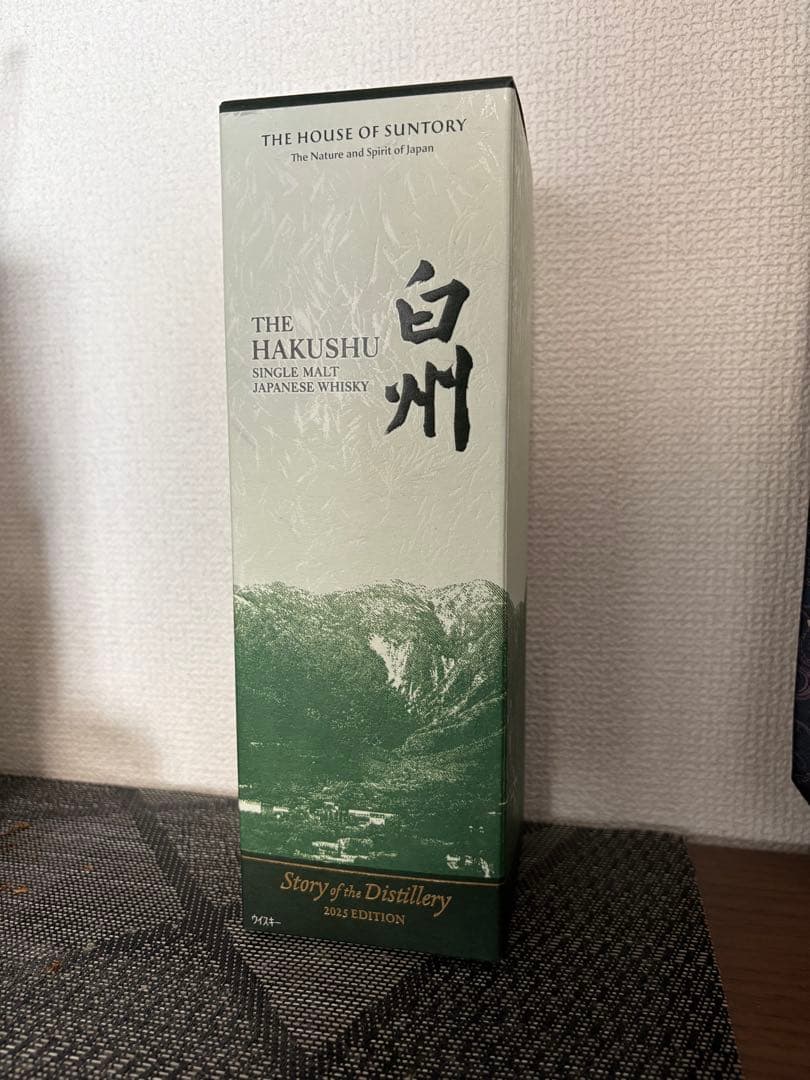 THE HOUSE OF SUNTORY
The Nature and Spirit of Japan
白州
THE
HAKUSHU
SINGLE MALT
JAPANESE WHISKY
Story of the Distillery
2025 EDITION
ウイスキー